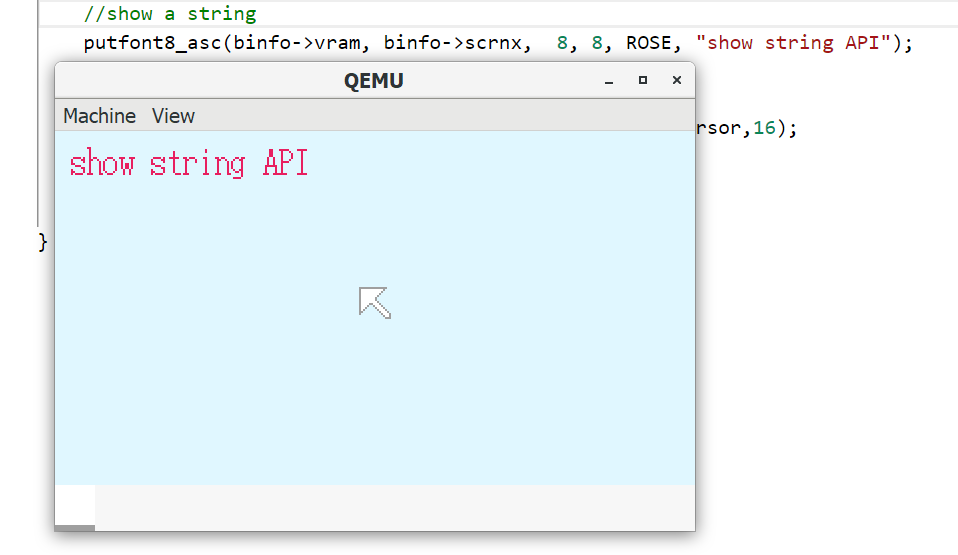 //show a string
putfont8_asc(binfo->vram, binfo->scrnx,  8, 8, ROSE, "show string API");
QEMU
Machine View
rsor,16);
show string API
}